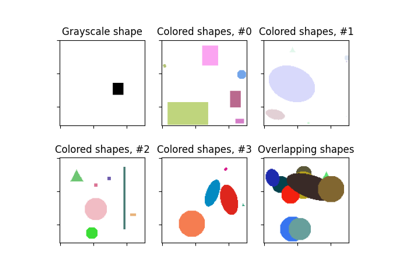 Grayscale shape
Colored shapes, #0
Colored shapes, #1
Colored shapes, #2
Colored shapes, #3
Overlapping shapes